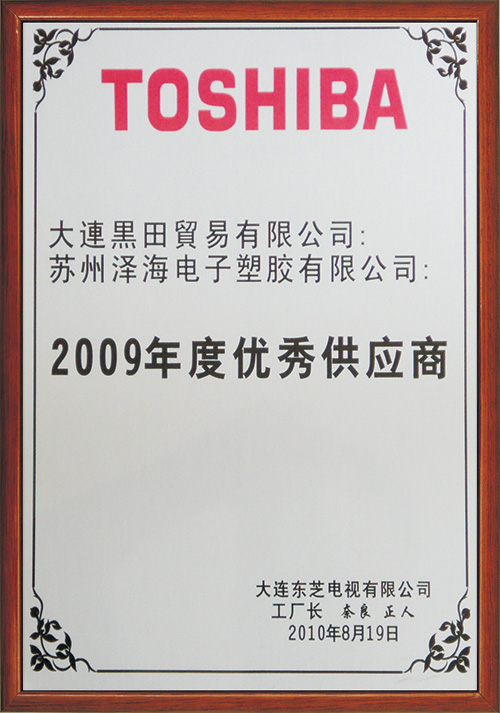 TOSHIBA
大連黒田貿易有限公司:
苏州泽海电子塑胶有限公司:
2009年度优秀供应商
大连东芝电视有限公司
工厂长 奈良 正人
2010年8月19日